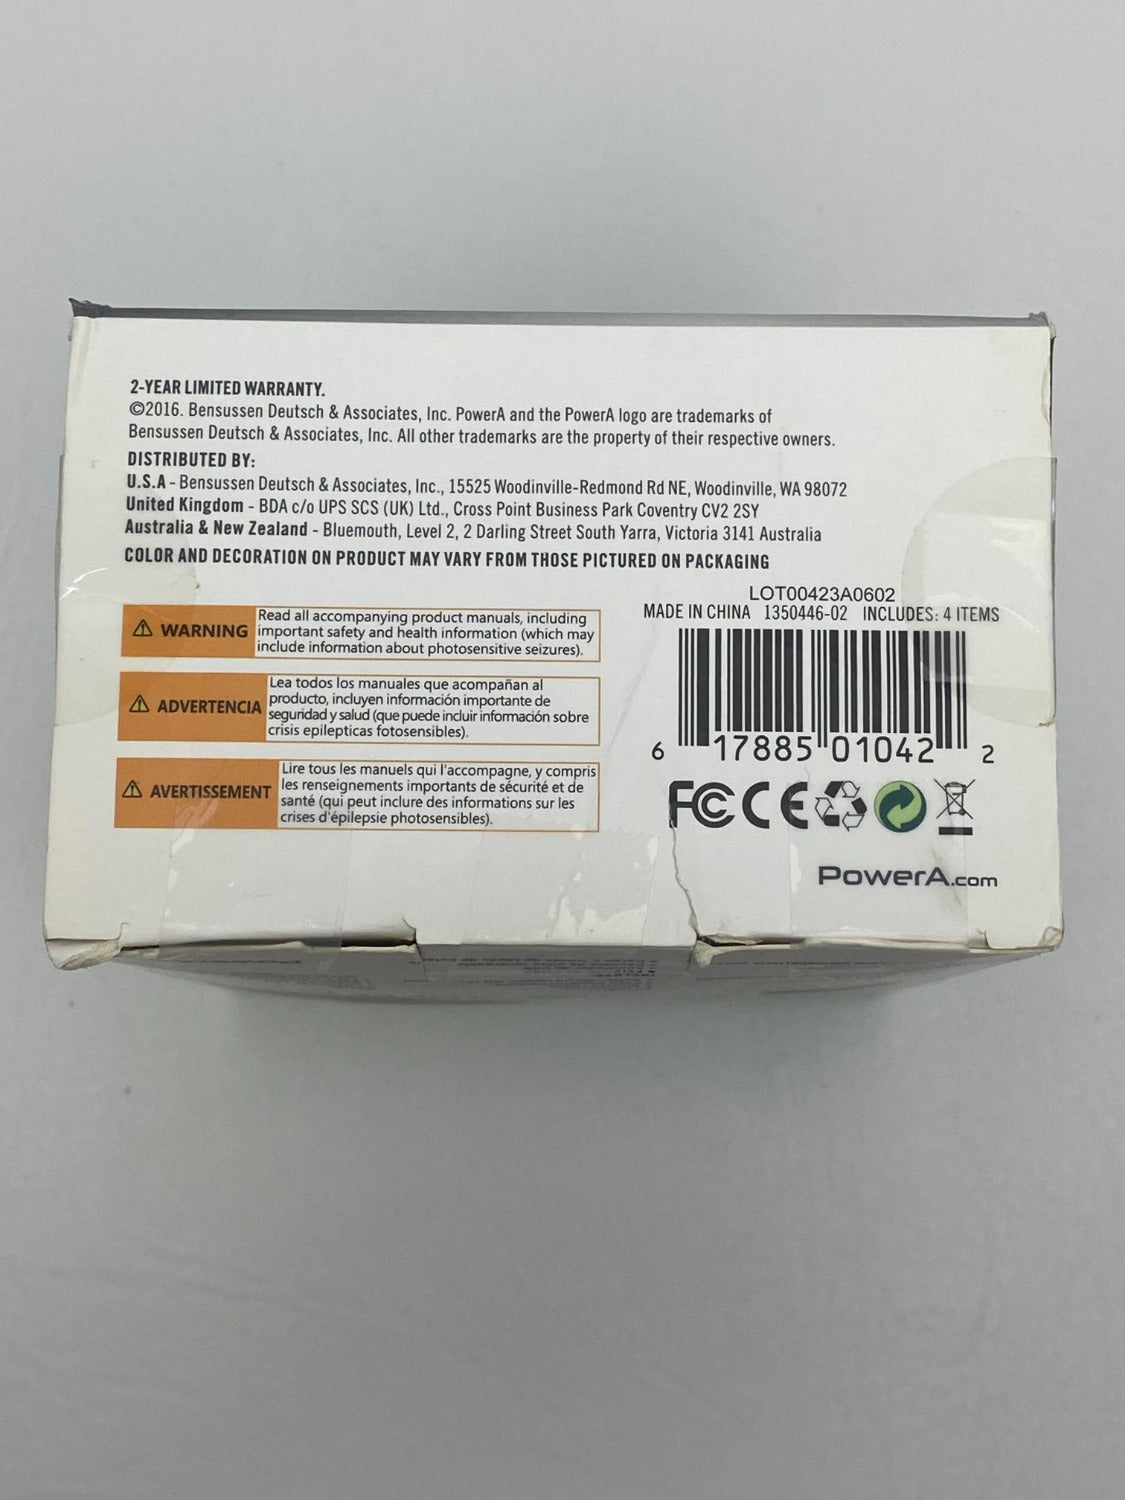 2-YEAR LIMITED WARRANTY.
©2016. Bensussen Deutsch & Associates, Inc. PowerA and the PowerA logo are trademarks of
Bensussen Deutsch & Associates, Inc. All other trademarks are the property of their respective owners.
DISTRIBUTED BY:
U.S.A - Bensussen Deutsch & Associates, Inc., 15525 Woodinville-Redmond Rd NE, Woodinville, WA 98072
United Kingdom - BDA c/o UPS SCS (UK) Ltd., Cross Point Business Park Coventry CV2 2SY
Australia & New Zealand - Bluemouth, Level 2, 2 Darling Street South Yarra, Victoria 3141 Australia
COLOR AND DECORATION ON PRODUCT MAY VARY FROM THOSE PICTURED ON PACKAGING
⚠ WARNING
Read all accompanying product manuals, including
important safety and health information (which may
include information about photosensitive seizures).
⚠ ADVERTENCIA
Lea todos los manuales que acompañan al
producto, incluyen información importante de
seguridad y salud (que puede incluir información sobre
crisis epilepticas fotosensibles).
⚠ AVERTISSEMENT
Lire tous les manuels qui l'accompagne, y compris
les renseignements importants de sécurité et de
santé (qui peut inclure des informations sur les
crises d'épilepsie photosensibles).
LOT00423A0602
MADE IN CHINA 1350446-02 INCLUDES: 4 ITEMS
6 17885 01042 2
FC CE
PowerA.com